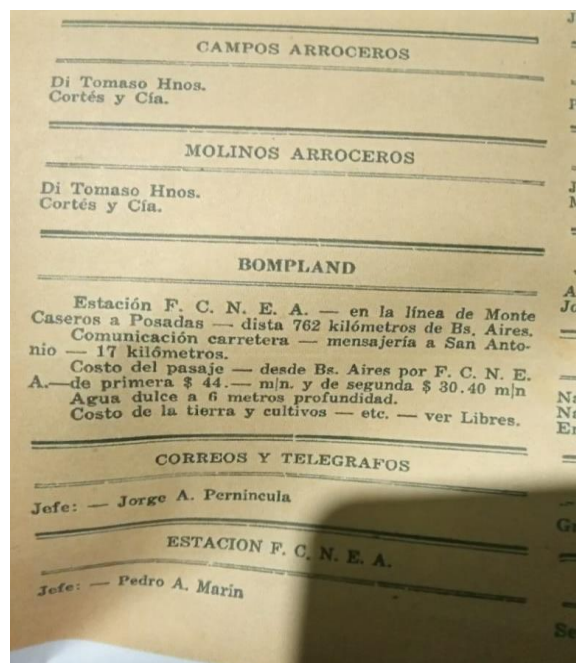 CAMPOS ARROCEROS
Di Tomaso Hnos.
Cortés y Cía.
MOLINOS ARROCEROS
Di Tomaso Hnos.
Cortés y Cía.
BOMPLAND
Estación F. C. N. E. A. — en la línea de Monte
Caseros a Posadas — dista 762 kilómetros de Bs. Aires.
Comunicación carretera — mensajería a San Anto-
nio — 17 kilómetros.
Costo del pasaje — desde Bs. Aires por F. C. N. E.
A.—de primera $ 44.— m|n. y de segunda $ 30.40 m|n
Agua dulce a 6 metros profundidad.
Costo de la tierra y cultivos — etc. — ver Libres.
CORREOS Y TELEGRAFOS
Jefe: — Jorge A. Pernincula
ESTACION F. C. N. E. A.
Jefe: — Pedro A. Marin